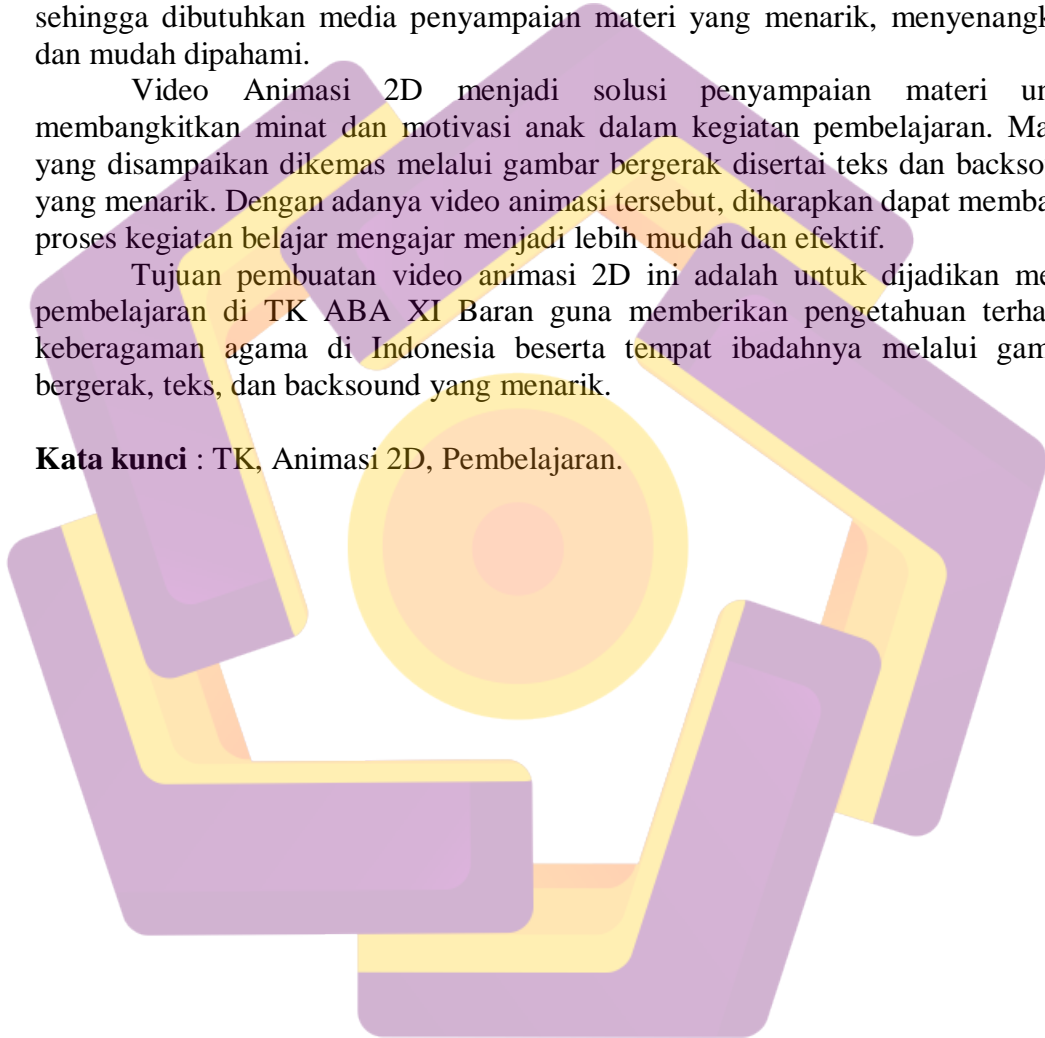 sehingga dibutuhkan media penyampaian materi yang menarik, menyenangk
dan mudah dipahami.
Video Animasi 2D menjadi solusi penyampaian materi un
membangkitkan minat dan motivasi anak dalam kegiatan pembelajaran. Ma
yang disampaikan dikemas melalui gambar bergerak disertai teks dan backso
yang menarik. Dengan adanya video animasi tersebut, diharapkan dapat memba
proses kegiatan belajar mengajar menjadi lebih mudah dan efektif.
Tujuan pembuatan video animasi 2D ini adalah untuk dijadikan me
pembelajaran di TK ABA XI Baran guna memberikan pengetahuan terha
keberagaman agama di Indonesia beserta tempat ibadahnya melalui gam
bergerak, teks, dan backsound yang menarik.
Kata kunci : TK, Animasi 2D, Pembelajaran.